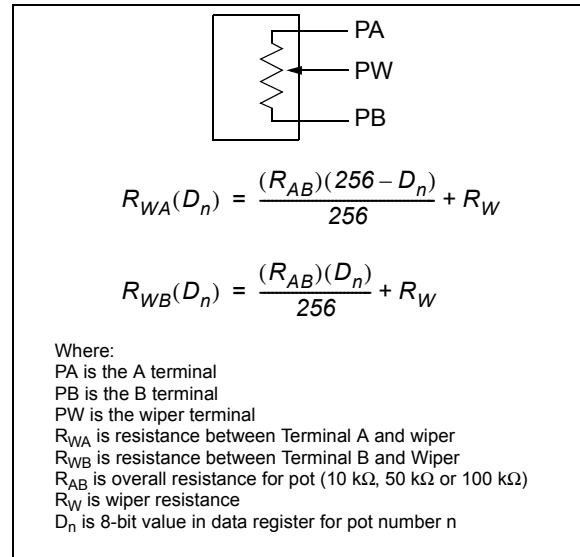 PA
PW
PB
R_WA(D_n) = (R_AB)(256 – D_n) / 256 + R_W
R_WB(D_n) = (R_AB)(D_n) / 256 + R_W
Where:
PA is the A terminal
PB is the B terminal
PW is the wiper terminal
R_WA is resistance between Terminal A and wiper
R_WB is resistance between Terminal B and Wiper
R_AB is overall resistance for pot (10 kΩ, 50 kΩ or 100 kΩ)
R_W is wiper resistance
D_n is 8-bit value in data register for pot number n